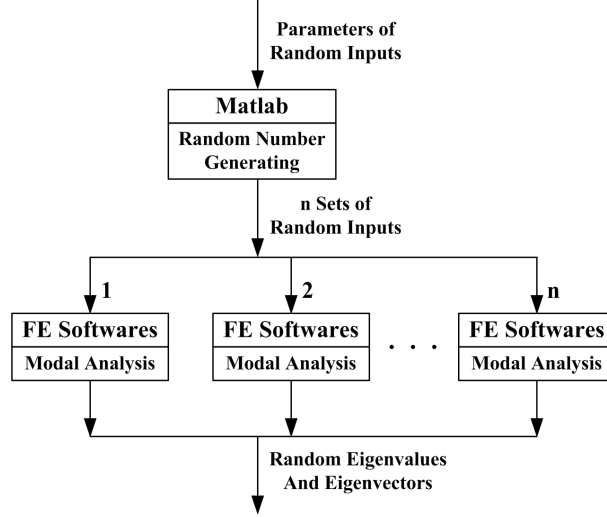 Parameters of
Random Inputs
Matlab
Random Number
Generating
n Sets of
Random Inputs
1
2
n
FE Softwares
FE Softwares
. . .
FE Softwares
Modal Analysis
Modal Analysis
Modal Analysis
Random Eigenvalues
And Eigenvectors